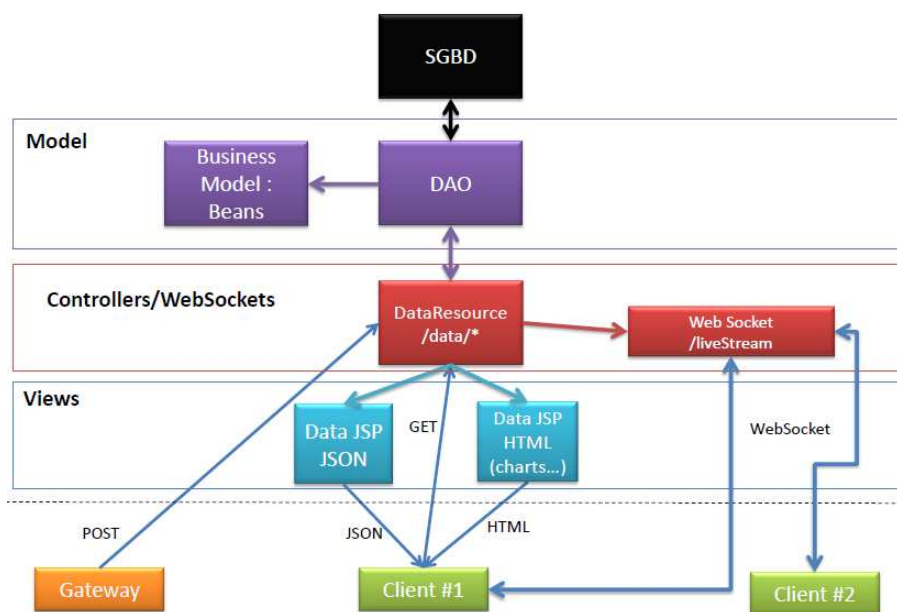 SGBD
Model
Business
Model :
Beans
DAO
Controllers/WebSockets
DataResource
/data/*
Web Socket
/liveStream
Views
Data JSP
JSON
GET
Data JSP
HTML
(charts...)
WebSocket
POST
JSON
HTML
Gateway
Client #1
Client #2